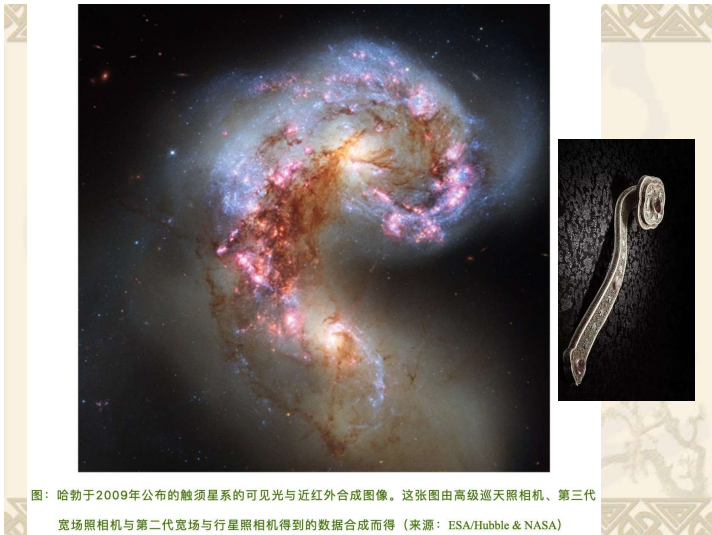 图：哈勃于2009年公布的触须星系的可见光与近红外合成图像。这张图由高级巡天照相机、第三代
宽场照相机与第二代宽场与行星照相机得到的数据合成而得（来源：ESA/Hubble & NASA）